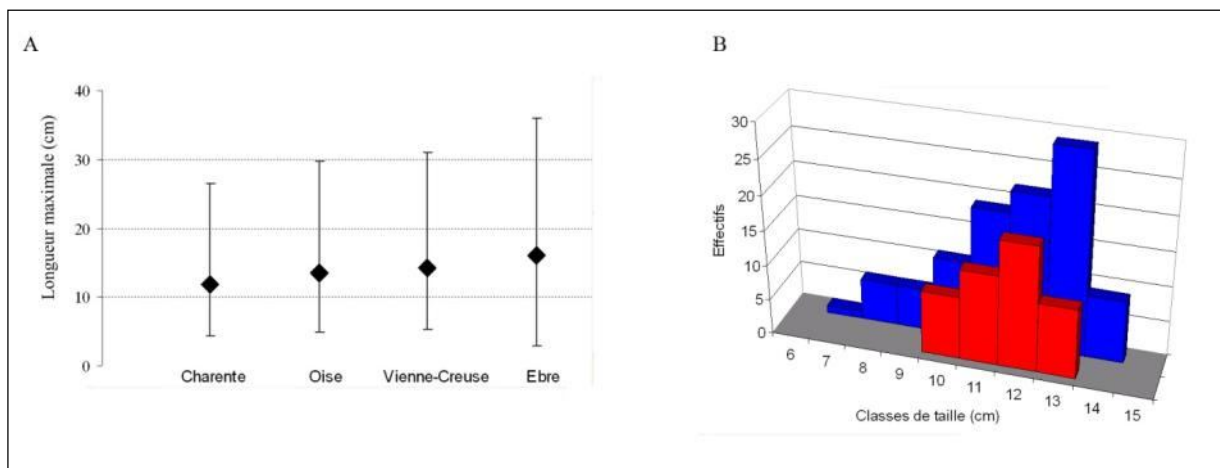 A
Longueur maximale (cm)
40
30
20
10
0
Charente Oise Vienne-Creuse Ebre
B
Effectifs
30
25
20
15
10
5
0
6 7 8 9 10 11 12 13 14 15
Classes de taille (cm)